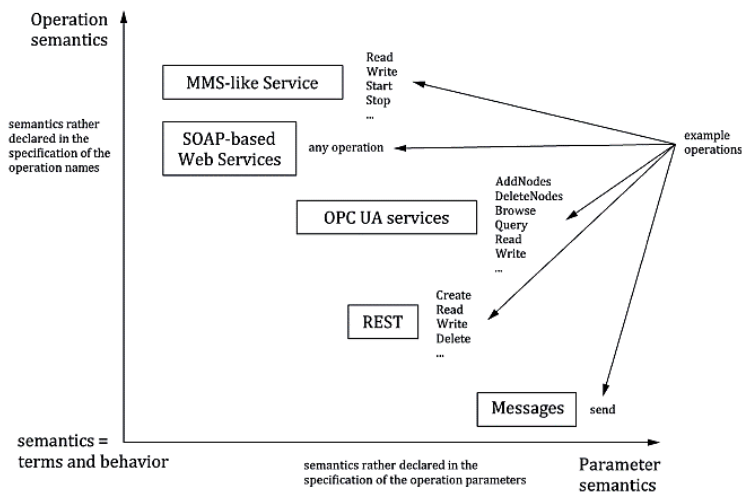 Operation
semantics
MMS-like Service
Read
Write
Start
Stop
...
semantics rather
declared in the
specification of the
operation names
SOAP-based
Web Services
any operation
example
operations
OPC UA services
AddNodes
DeleteNodes
Browse
Query
Read
Write
...
REST
Create
Read
Write
Delete
...
Messages
send
semantics =
terms and behavior
semantics rather declared in the
specification of the operation parameters
Parameter
semantics